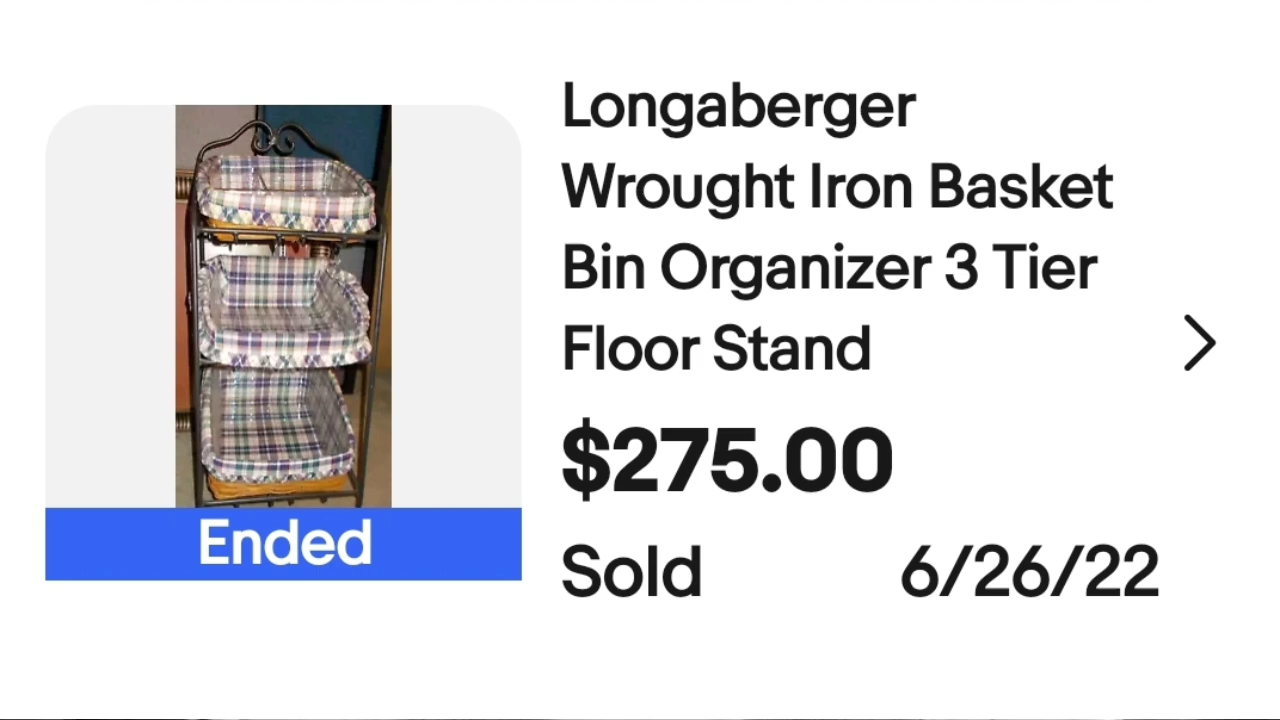 Longaberger
Wrought Iron Basket
Bin Organizer 3 Tier
Floor Stand
$275.00
Ended
Sold 6/26/22